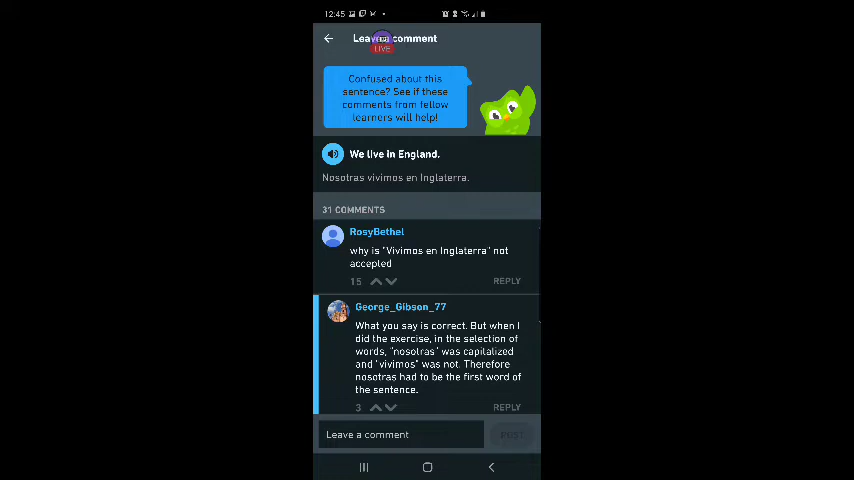 12:45
Leave a comment
LIVE
Confused about this
sentence? See if these
comments from fellow
learners will help!
We live in England.
Nosotras vivimos en Inglaterra.
31 COMMENTS
RosyBethel
why is "Vivimos en Inglaterra" not
accepted
15 REPLY
George_Gibson_77
What you say is correct. But when I
did the exercise, in the selection of
words, "nosotras" was capitalized
and "vivimos" was not. Therefore
nosotras had to be the first word of
the sentence.
3 REPLY
Leave a comment POST